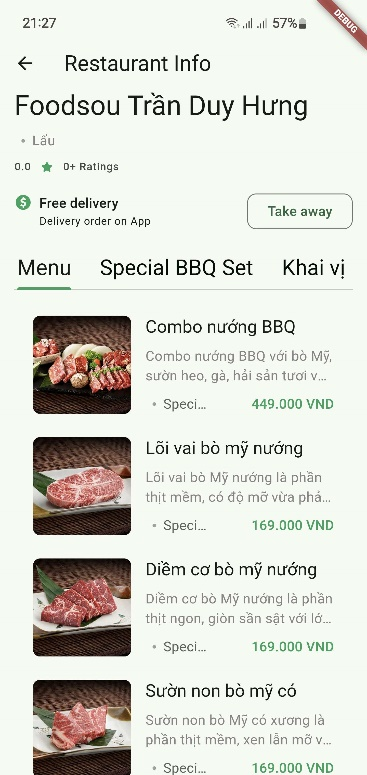 21:27
57%
DEBUG
Restaurant Info
Foodsou Trần Duy Hưng
• Lẩu
0.0 ★ 0+ Ratings
Free delivery
Delivery order on App
Take away
Menu Special BBQ Set Khai vị
Combo nướng BBQ
Combo nướng BBQ với bò Mỹ,
sườn heo, gà, hải sản tươi v...
• Speci... 449.000 VND
Lõi vai bò mỹ nướng
Lõi vai bò Mỹ nướng là phần
thịt mềm, có độ mỡ vừa phả...
• Speci... 169.000 VND
Diềm cơ bò mỹ nướng
Diềm cơ bò Mỹ nướng là phần
thịt ngon, giòn sần sật với lớ...
• Speci... 169.000 VND
Sườn non bò mỹ có
Sườn non bò Mỹ có xương là
phần thịt mềm, xen lẫn mỡ v...
• Speci... 169.000 VND